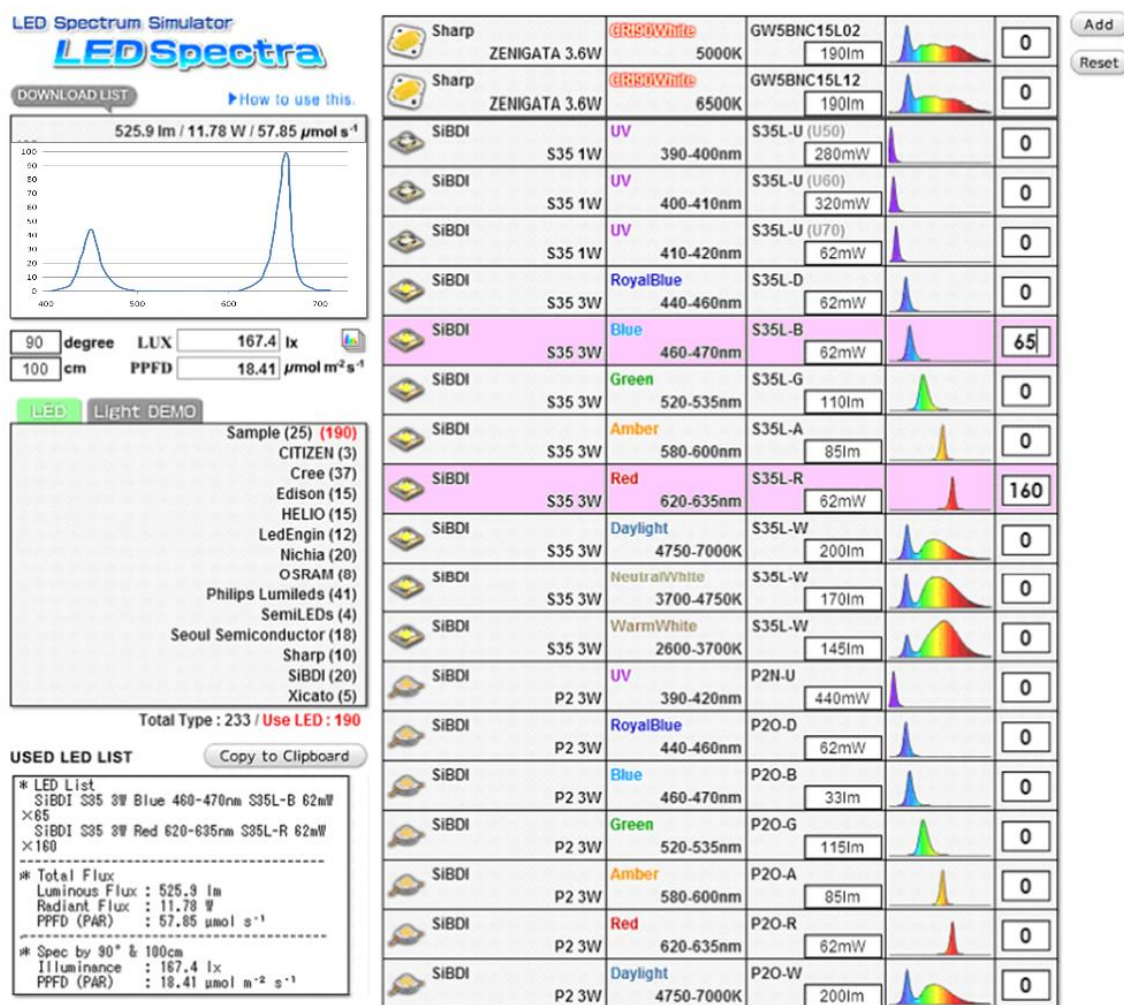 LED Spectrum Simulator
LEDSpectra
DOWNLOAD LIST
How to use this.
525.9 lm / 11.78 W / 57.85 μmol s-1
100
90
80
70
60
50
40
30
20
10
0
400 500 600 700
90 degree LUX 167.4 lx
100 cm PPFD 18.41 μmol m-2 s-1
LED Light DEMO
Sample (25) (190)
CITIZEN (3)
Cree (37)
Edison (15)
HELIO (15)
LedEngin (12)
Nichia (20)
OSRAM (8)
Philips Lumileds (41)
SemiLEDs (4)
Seoul Semiconductor (18)
Sharp (10)
SiBDI (20)
Xicato (5)
Total Type : 233 / Use LED : 190
USED LED LIST Copy to Clipboard
* LED List
SiBDI S35 3W Blue 460-470nm S35L-B 62mW
×65
SiBDI S35 3W Red 620-635nm S35L-R 62mW
×160
* Total Flux
Luminous Flux : 525.9 lm
Radiant Flux : 11.78 W
PPFD (PAR) : 57.85 μmol s-1
* Spec by 90° & 100cm
Illuminance : 167.4 lx
PPFD (PAR) : 18.41 μmol m-2 s-1
Sharp CRI90White GW5BNC15L02
ZENIGATA 3.6W 5000K 190lm 0
Sharp CRI90White GW5BNC15L12
ZENIGATA 3.6W 6500K 190lm 0
SiBDI UV S35L-U (U50)
S35 1W 390-400nm 280mW 0
SiBDI UV S35L-U (U60)
S35 1W 400-410nm 320mW 0
SiBDI UV S35L-U (U70)
S35 1W 410-420nm 62mW 0
SiBDI RoyalBlue S35L-D
S35 3W 440-460nm 62mW 0
SiBDI Blue S35L-B
S35 3W 460-470nm 62mW 65
SiBDI Green S35L-G
S35 3W 520-535nm 110lm 0
SiBDI Amber S35L-A
S35 3W 580-600nm 85lm 0
SiBDI Red S35L-R
S35 3W 620-635nm 62mW 160
SiBDI Daylight S35L-W
S35 3W 4750-7000K 200lm 0
SiBDI NeutralWhite S35L-W
S35 3W 3700-4750K 170lm 0
SiBDI WarmWhite S35L-W
S35 3W 2600-3700K 145lm 0
SiBDI UV P2N-U
P2 3W 390-420nm 440mW 0
SiBDI RoyalBlue P2O-D
P2 3W 440-460nm 62mW 0
SiBDI Blue P2O-B
P2 3W 460-470nm 33lm 0
SiBDI Green P2O-G
P2 3W 520-535nm 115lm 0
SiBDI Amber P2O-A
P2 3W 580-600nm 85lm 0
SiBDI Red P2O-R
P2 3W 620-635nm 62mW 0
SiBDI Daylight P2O-W
P2 3W 4750-7000K 200lm 0
Add
Reset